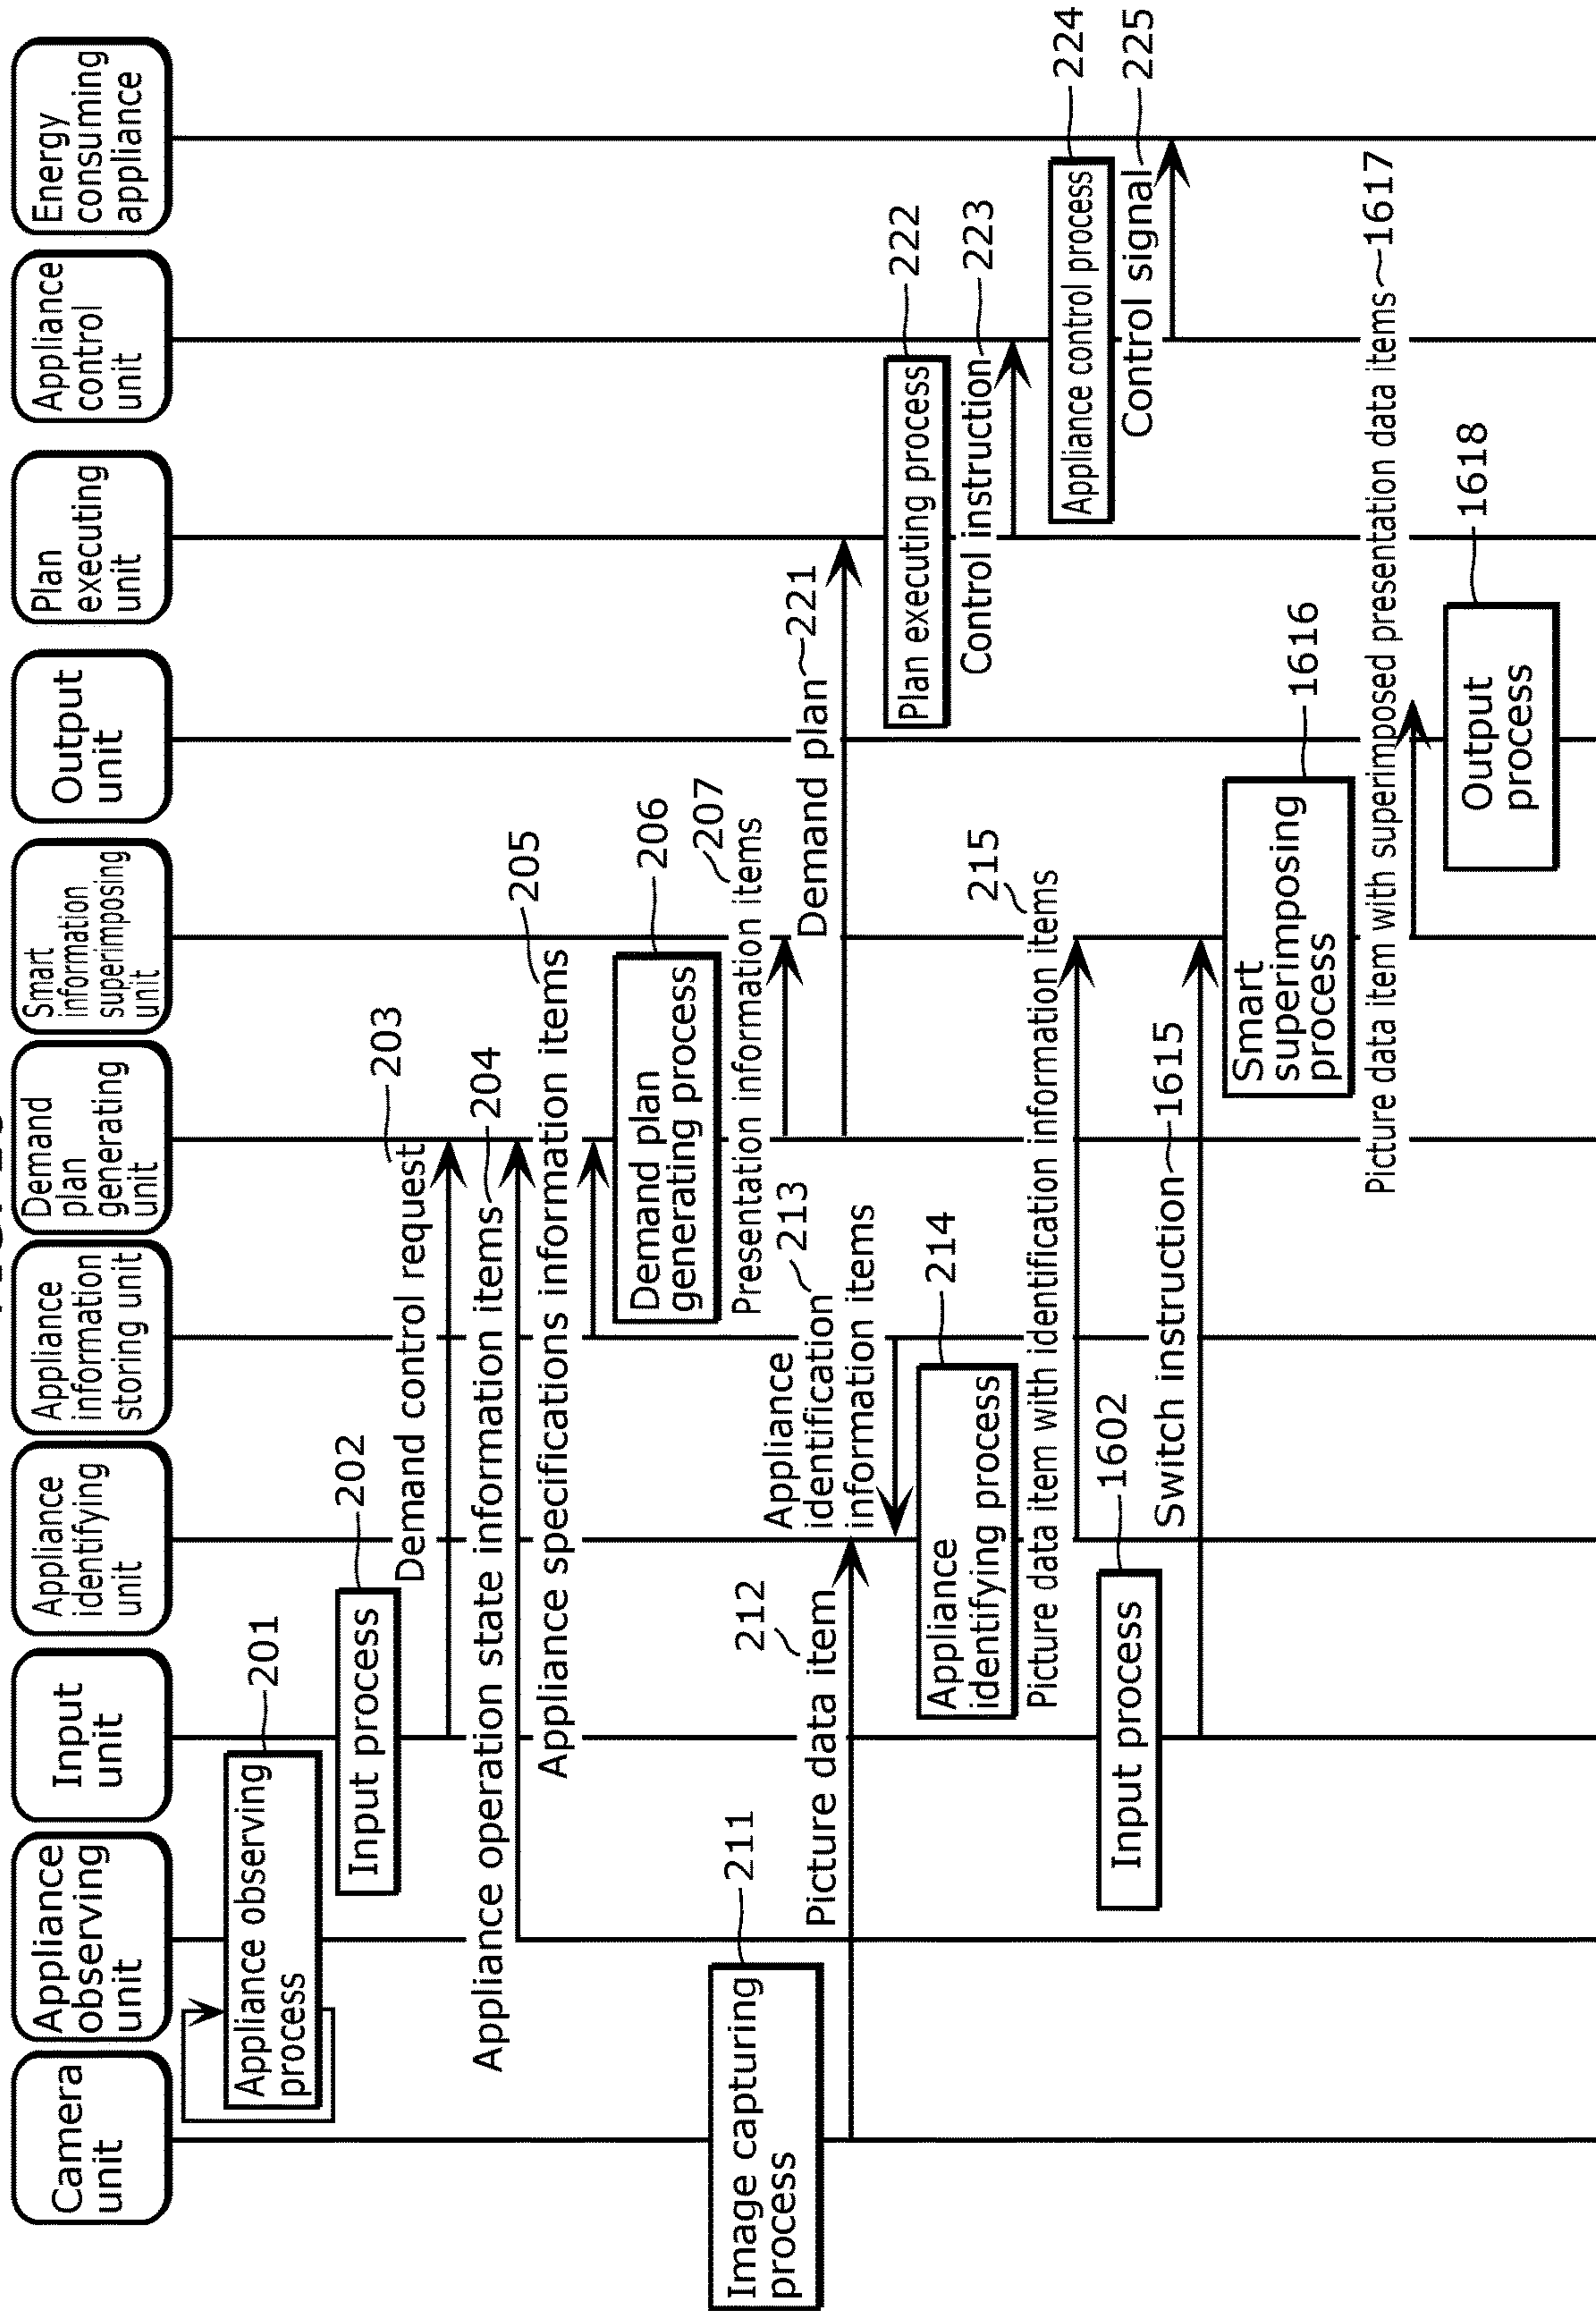 Camera
unit
Appliance
observing
unit
Input
unit
Appliance
identifying
unit
Appliance
information
storing unit
Demand
plan
generating
unit
Smart
information
superimposing
unit
Output
unit
Plan
executing
unit
Appliance
control
unit
Energy
consuming
appliance
201
Appliance observing
process
202
Input process
203
Demand control request
Appliance operation state information items 204
205
Appliance specifications information items
206
Demand plan
generating process
207
Presentation information items
211
Image capturing
process
212
Picture data item
213
Appliance
identification
information items
Demand plan 221
214
Appliance
identifying process
222
Plan executing process
223
Control instruction
215
Picture data item with identification information items
224
Appliance control process
225
Control signal
1602
Input process
Switch instruction 1615
1616
Smart
superimposing
process
Picture data item with superimposed presentation data items 1617
1618
Output
process